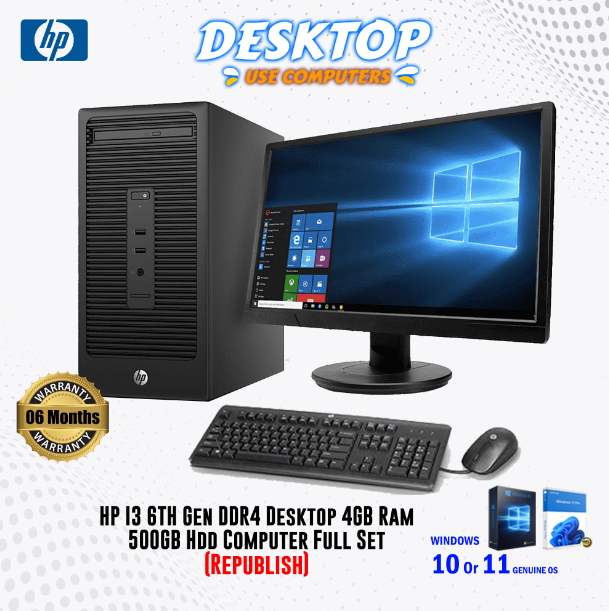 hp
DESKTOP
USE COMPUTERS
hp
WARRANTY
06 Months
WARRANTY
HP I3 6TH GEN DDR4 DESKTOP 4GB RAM
500GB HDD COMPUTER FULL SET
(REPUBLISH)
WINDOWS
10 Or 11 GENUINE OS